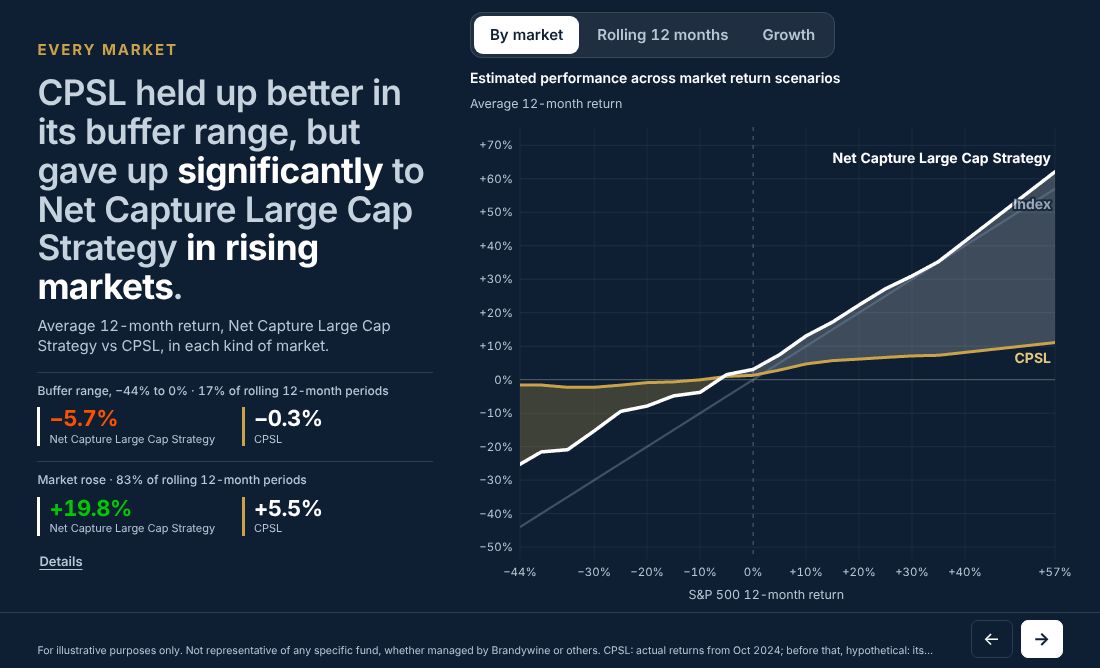 By market
Rolling 12 months
Growth
EVERY MARKET
CPSL held up better in
its buffer range, but
gave up significantly to
Net Capture Large Cap
Strategy in rising
markets.
Average 12-month return, Net Capture Large Cap
Strategy vs CPSL, in each kind of market.
Buffer range, −44% to 0% · 17% of rolling 12-month periods
−5.7%
Net Capture Large Cap Strategy
−0.3%
CPSL
Market rose · 83% of rolling 12-month periods
+19.8%
Net Capture Large Cap Strategy
+5.5%
CPSL
Details
Estimated performance across market return scenarios
Average 12-month return
+70%
+60%
+50%
+40%
+30%
+20%
+10%
0%
−10%
−20%
−30%
−40%
−50%
Net Capture Large Cap Strategy
Index
CPSL
−44%
−30%
−20%
−10%
0%
+10%
+20%
+30%
+40%
+57%
S&P 500 12-month return
For illustrative purposes only. Not representative of any specific fund, whether managed by Brandywine or others. CPSL: actual returns from Oct 2024; before that, hypothetical: its...